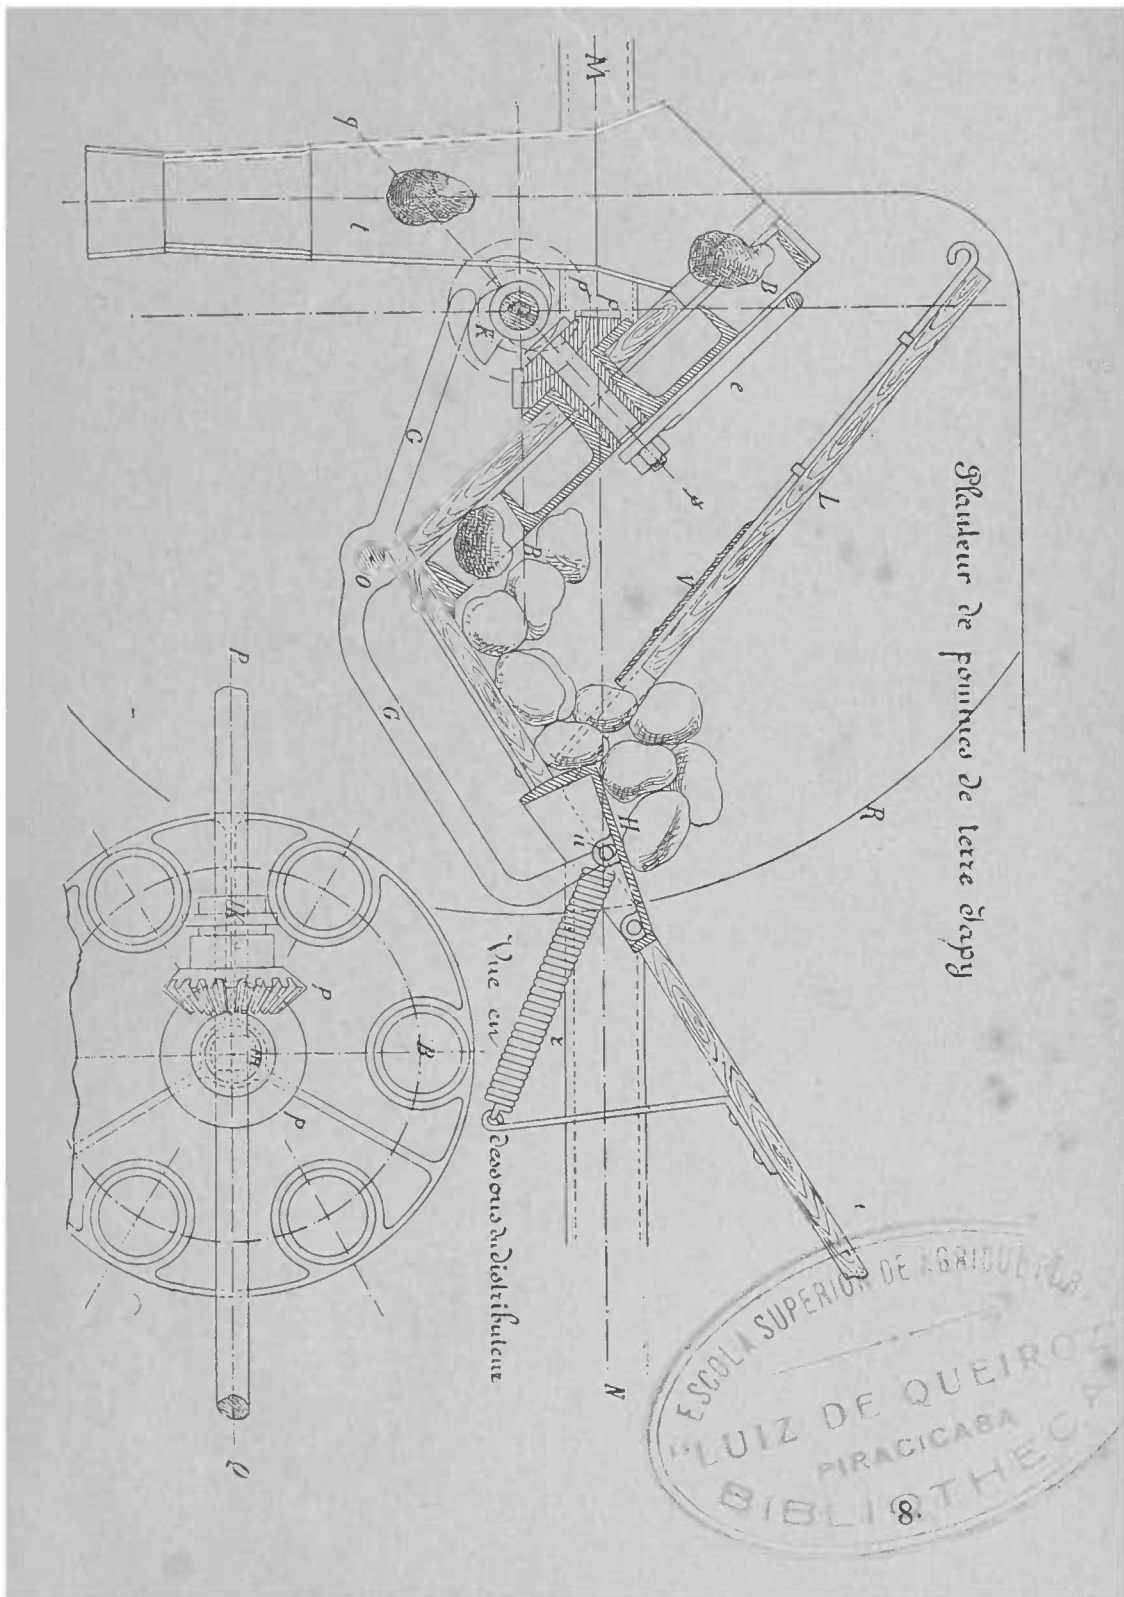 Planteur de pommes de terre Japy
M
g
t
B
e
L
K
s
C
V
B
O
G
R
H
u
Vue en dessous du distributeur
r
P
K
p
m
B
p
N
Q
ESCOLA SUPERIOR DE AGRICULTURA
"LUIZ DE QUEIROZ"
PIRACICABA
BIBLIOTHECA
8.